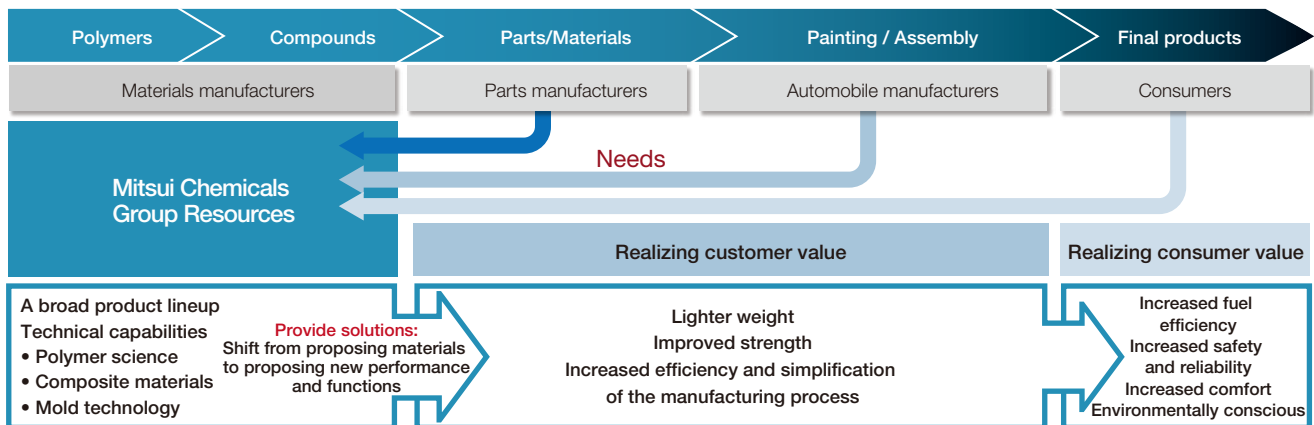 Polymers
Compounds
Parts/Materials
Painting / Assembly
Final products
Materials manufacturers
Parts manufacturers
Automobile manufacturers
Consumers
Needs
Mitsui Chemicals
Group Resources
Realizing customer value
Realizing consumer value
A broad product lineup
Technical capabilities
• Polymer science
• Composite materials
• Mold technology
Provide solutions:
Shift from proposing materials
to proposing new performance
and functions
Lighter weight
Improved strength
Increased efficiency and simplification
of the manufacturing process
Increased fuel
efficiency
Increased safety
and reliability
Increased comfort
Environmentally conscious